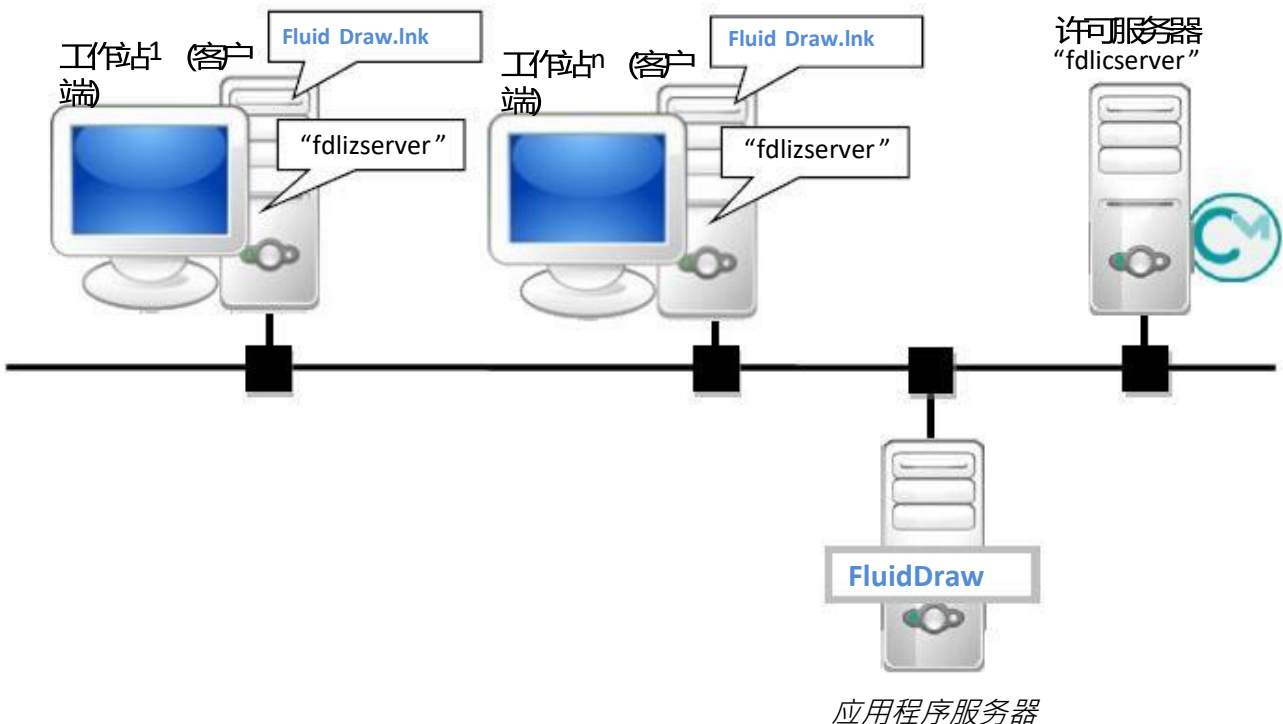 工作站1 (客户
端)
Fluid Draw.lnk
“fdlizserver”
工作站n (客户
端)
Fluid Draw.lnk
“fdlizserver”
许可服务器
“fdlicserver”
CM
FluidDraw
应用程序服务器